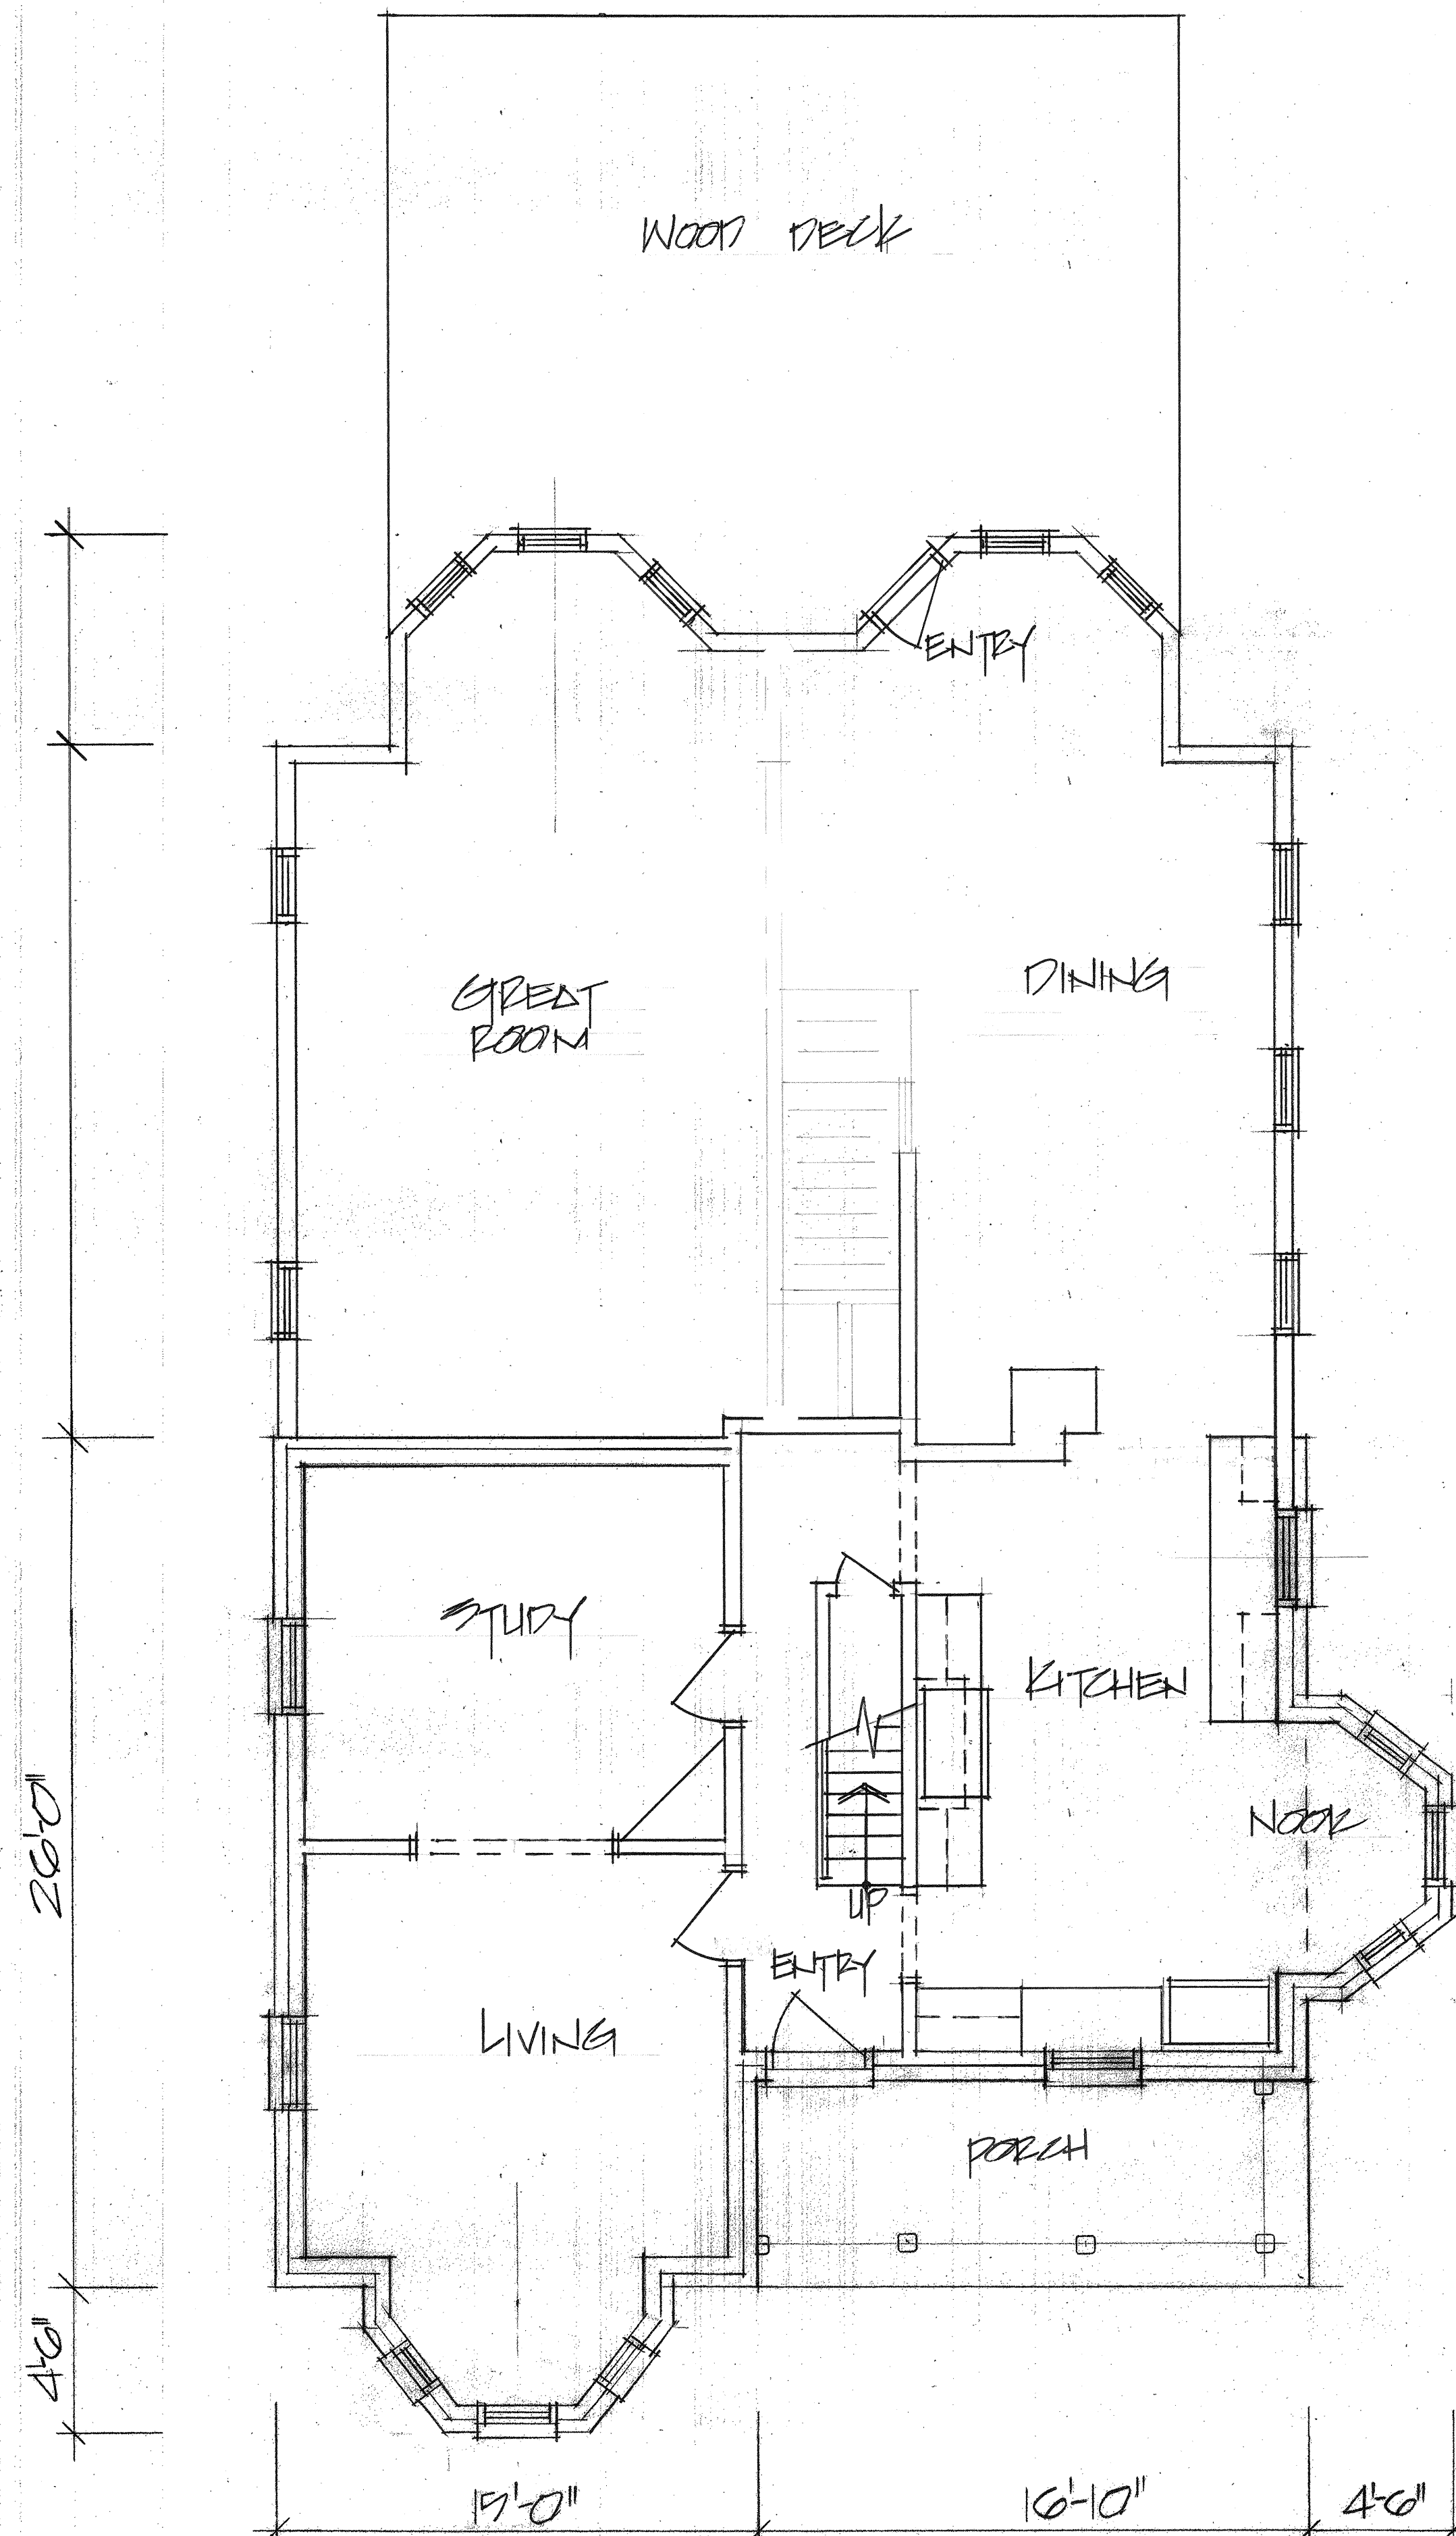 WOOD DECK
ENTRY
DINING
GREAT
ROOM
STUDY
KITCHEN
NOOK
UP
ENTRY
LIVING
PORCH
26'-0"
4'-6"
15'-0"
16'-10"
4'-6"